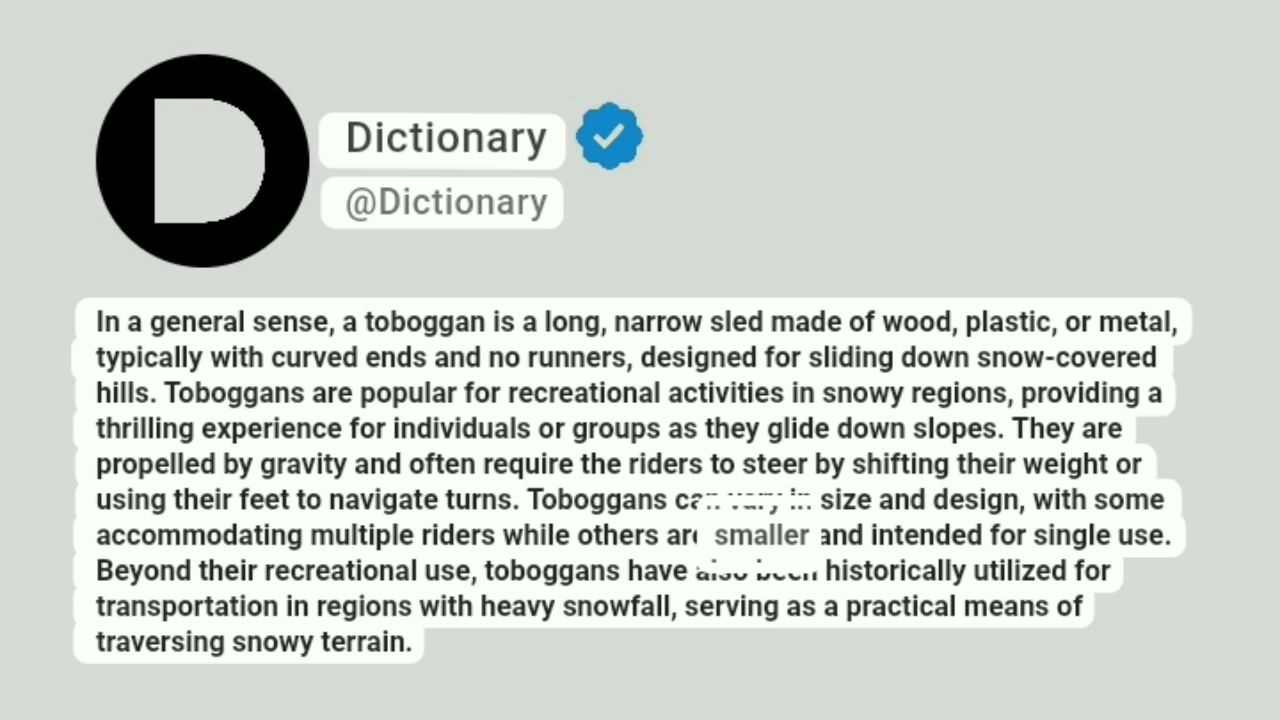 D
Dictionary
@Dictionary
In a general sense, a toboggan is a long, narrow sled made of wood, plastic, or metal,
typically with curved ends and no runners, designed for sliding down snow-covered
hills. Toboggans are popular for recreational activities in snowy regions, providing a
thrilling experience for individuals or groups as they glide down slopes. They are
propelled by gravity and often require the riders to steer by shifting their weight or
using their feet to navigate turns. Toboggans can vary in size and design, with some
accommodating multiple riders while others are smaller and intended for single use.
Beyond their recreational use, toboggans have also been historically utilized for
transportation in regions with heavy snowfall, serving as a practical means of
traversing snowy terrain.